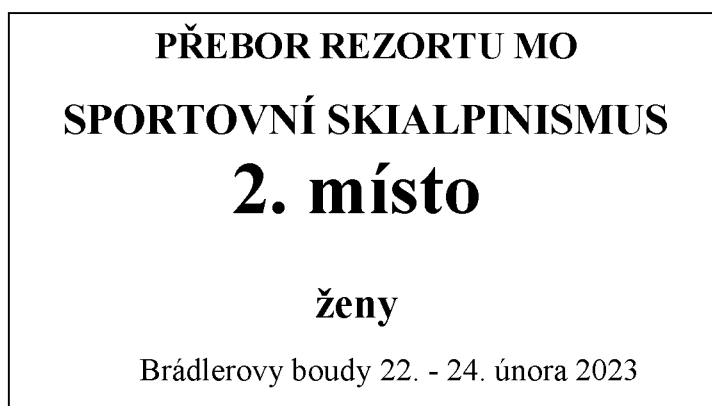 PŘEBOR REZORTU MO
SPORTOVNÍ SKIALPINISMUS
2. místo
ženy
Brádlerovy boudy 22. - 24. února 2023